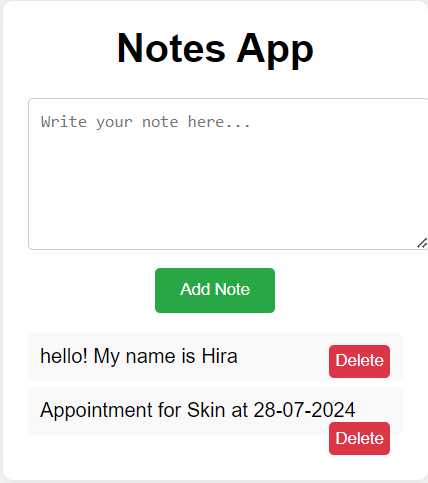 Notes App
Write your note here...
Add Note
hello! My name is Hira
Delete
Appointment for Skin at 28-07-2024
Delete